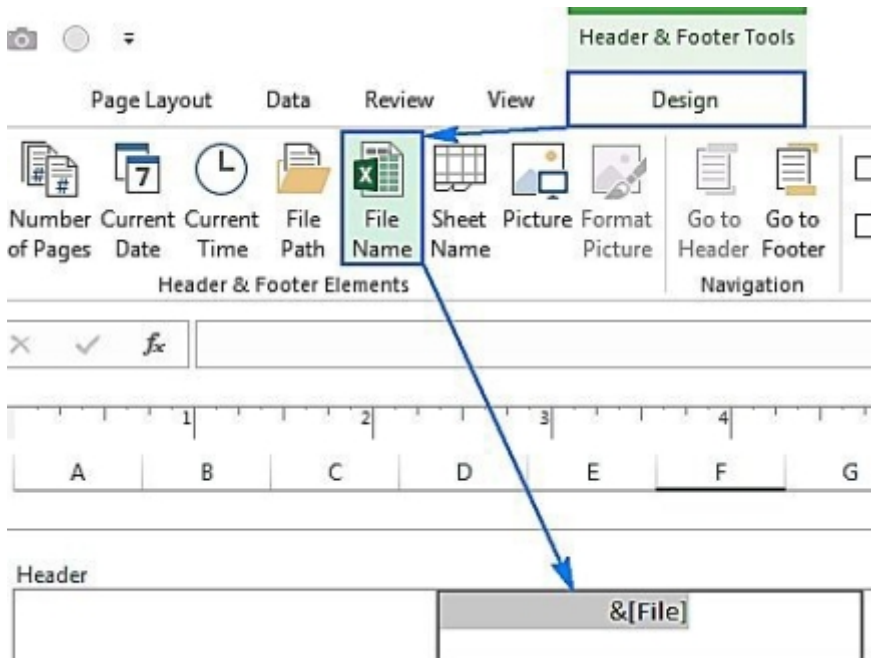 Header & Footer Tools
Page Layout Data Review View Design
# # 7 X
Number Current Current File File Sheet Picture Format Go to Go to
of Pages Date Time Path Name Name Picture Header Footer
Header & Footer Elements Navigation
fx
1 2 3 4
A B C D E F G
Header
&[File]